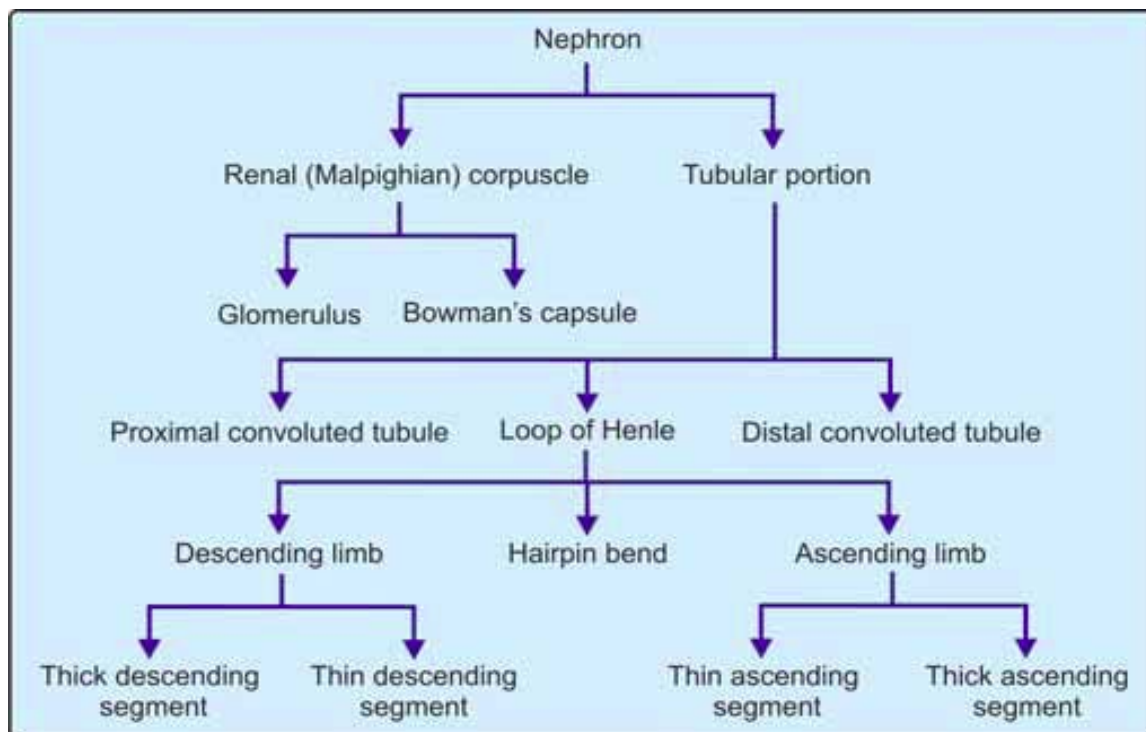 Nephron
Renal (Malpighian) corpuscle
Tubular portion
Glomerulus
Bowman's capsule
Proximal convoluted tubule
Loop of Henle
Distal convoluted tubule
Descending limb
Hairpin bend
Ascending limb
Thick descending
segment
Thin descending
segment
Thin ascending
segment
Thick ascending
segment